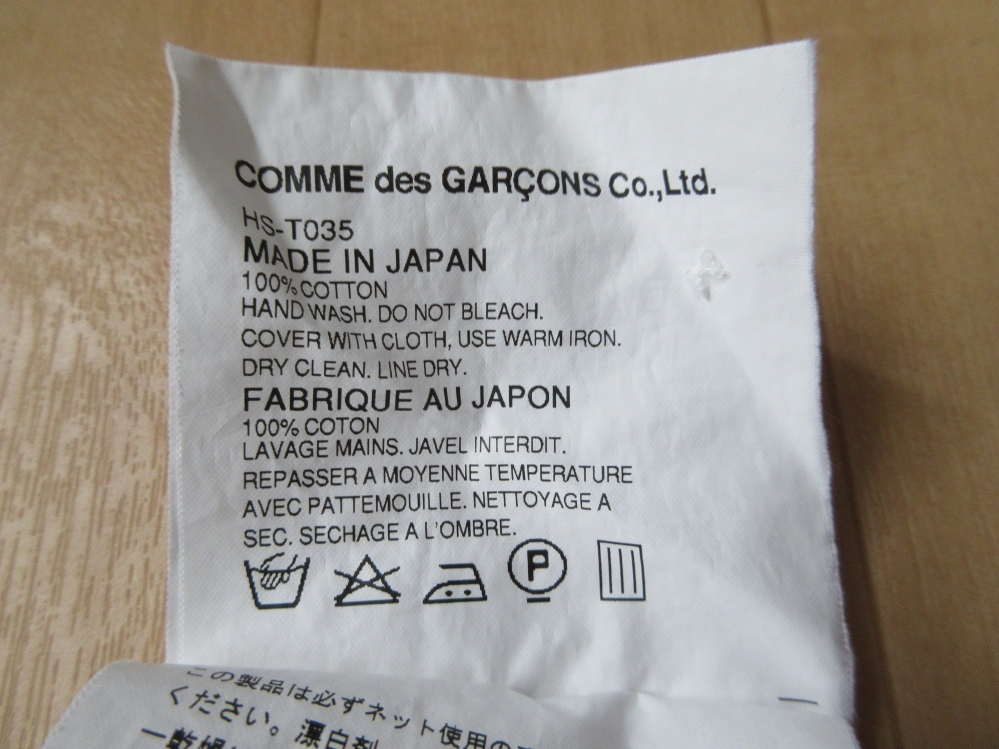 COMME des GARÇONS Co.,Ltd.
HS-T035
MADE IN JAPAN
100% COTTON
HAND WASH. DO NOT BLEACH.
COVER WITH CLOTH, USE WARM IRON.
DRY CLEAN. LINE DRY.
FABRIQUE AU JAPON
100% COTON
LAVAGE MAINS. JAVEL INTERDIT.
REPASSER A MOYENNE TEMPERATURE
AVEC PATTEMOUILLE. NETTOYAGE A
SEC. SECHAGE A L'OMBRE.
P
この製品は必ずネット使用の
ください。漂白剤